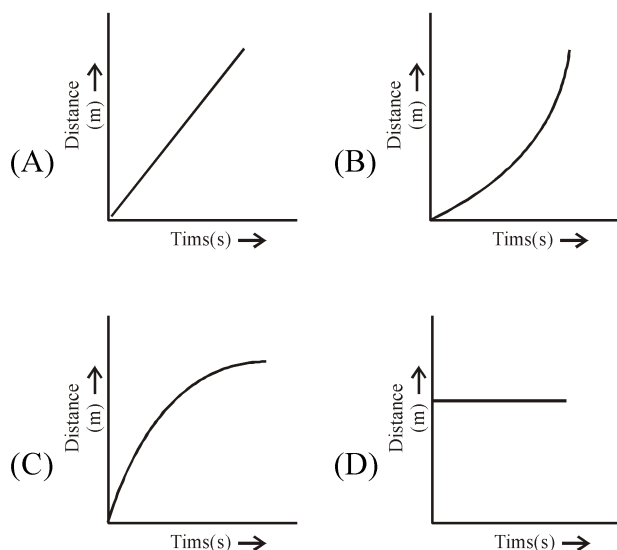 (A)
Distance
(m)
Tims(s)
(B)
Distance
(m)
Tims(s)
(C)
Distance
(m)
Tims(s)
(D)
Distance
(m)
Tims(s)